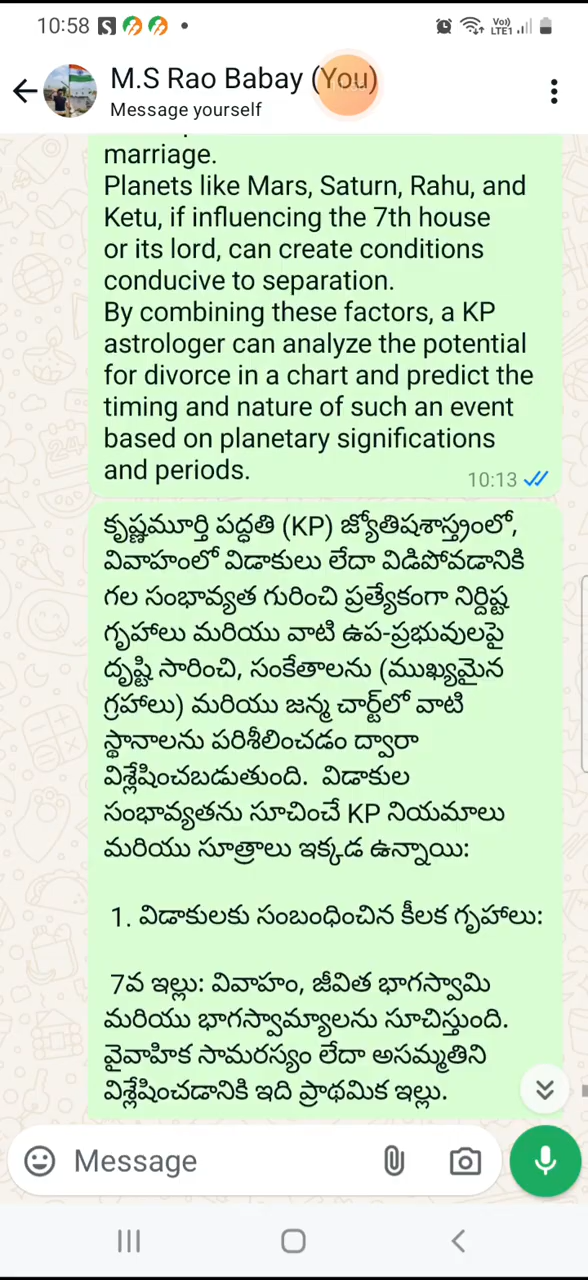 10:58
Vo)) LTE1
M.S Rao Babay (You)
Message yourself
marriage.
Planets like Mars, Saturn, Rahu, and
Ketu, if influencing the 7th house
or its lord, can create conditions
conducive to separation.
By combining these factors, a KP
astrologer can analyze the potential
for divorce in a chart and predict the
timing and nature of such an event
based on planetary significations
and periods.
10:13
కృష్ణమూర్తి పద్ధతి (KP) జ్యోతిషశాస్త్రంలో,
వివాహంలో విడాకులు లేదా విడిపోవడానికి
గల సంభావ్యత గురించి ప్రత్యేకంగా నిర్దిష్ట
గృహాలు మరియు వాటి ఉప-ప్రభువులపై
దృష్టి సారించి, సంకేతాలను (ముఖ్యమైన
గ్రహాలు) మరియు జన్మ చార్ట్‌లో వాటి
స్థానాలను పరిశీలించడం ద్వారా
విశ్లేషించబడుతుంది. విడాకుల
సంభావ్యతను సూచించే KP నియమాలు
మరియు సూత్రాలు ఇక్కడ ఉన్నాయి:
1. విడాకులకు సంబంధించిన కీలక గృహాలు:
7వ ఇల్లు: వివాహం, జీవిత భాగస్వామి
మరియు భాగస్వామ్యాలను సూచిస్తుంది.
వైవాహిక సామరస్యం లేదా అసమ్మతిని
విశ్లేషించడానికి ఇది ప్రాథమిక ఇల్లు.
Message